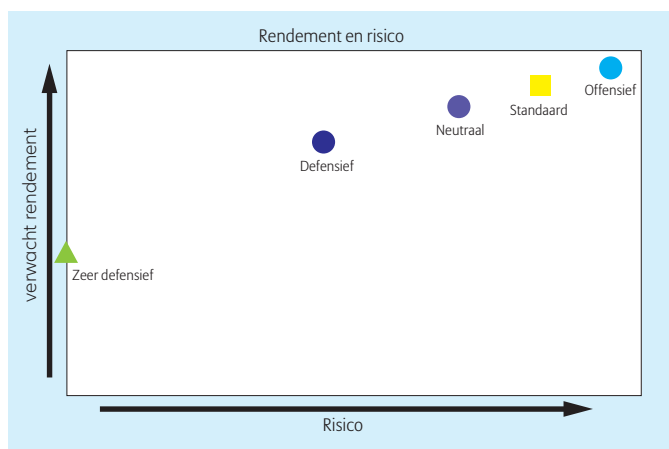 Rendement en risico
Offensief
Standaard
Neutraal
Defensief
verwacht rendement
Zeer defensief
Risico